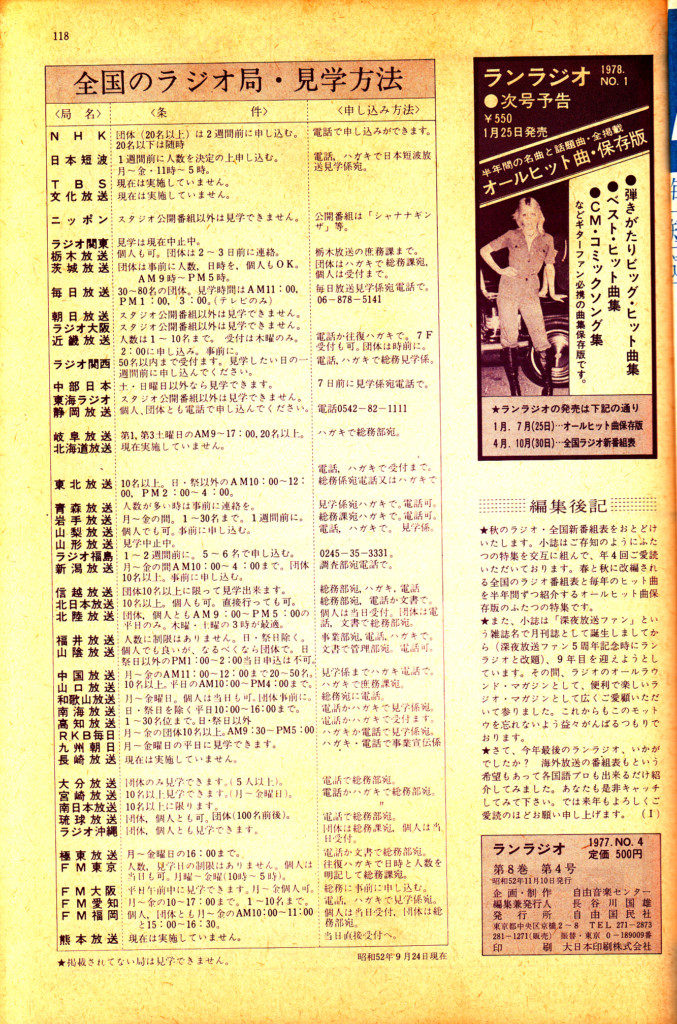 118
全国のラジオ局・見学方法
〈局 名〉 〈条 件〉 〈申し込み方法〉
NHK 団体(20名以上)は2週間前に申し込む。 電話で申し込みができます。
20名以下は随時
日本短波 1週間前に人数を決定の上申し込む。 電話,ハガキで日本短波放
月〜金・11時〜5時。 送見学係宛。
TBS 現在は実施していません。
文化放送 現在は実施していません。
ニッポン スタジオ公開番組以外は見学できません。 公開番組は「シャナナギン
ザ」等。
ラジオ関東 見学は現在中止中。
栃木放送 個人も可。団体は2〜3日前に連絡。 栃木放送の庶務課まで。
茨城放送 団体は事前に人数,日時を,個人もOK。 団体はハガキで総務課宛,
AM9時〜PM5時。 個人は受付まで。
毎日放送 30〜80名の団体。見学時間はAM11:00, 毎日放送見学係宛電話で。
PM1:00,3:00。(テレビのみ) 06-878-5141
朝日放送 スタジオ公開番組以外は見学できません。
ラジオ大阪 スタジオ公開番組以外は見学できません。
近畿放送 人数は1〜10名まで。受付は木曜のみ。 電話か往復ハガキで。7F
2:00に申し込み。事前に。 受付も可。団体は時前に。
ラジオ関西 50名以内まで受付ます。見学したい日の一 電話,ハガキで総務見学係。
週間前に申し込んでください。
中部日本 土・日曜日以外なら見学できます。 7日前に見学係宛電話で。
東海ラジオ スタジオ公開番組以外は見学できません。
静岡放送 個人,団体とも電話で申し込んでください。 電話0542-82-1111
岐阜放送 第1,第3土曜日のAM9〜17:00,20名以上。 ハガキで総務部宛。
北海道放送 現在実施していません。
電話,ハガキで受付まで。
東北放送 10名以上。日・祭以外のAM10:00〜12: 総務係宛電話又はハガキで
00,PM2:00〜4:00。
青森放送 人数が多い時は事前に連絡を。 見学係宛ハガキで。電話可。
岩手放送 月〜金の間。1〜30名まで。1週間前に。 総務課宛ハガキで。電話可。
山梨放送 個人でも可。事前に申し込む。 電話,ハガキで。見学係。
山形放送 見学中止中。
ラジオ福島 1〜2週間前に。5〜6名で申し込む。 0245-35-3331。
新潟放送 月〜金の間AM10:00〜4:00まで。団体 調査部宛電話で。
10名以上。事前に申し込む。
信越放送 団体10名以上に限って見学出来ます。 総務部宛,ハガキ,電話
北日本放送 10名以上。個人も可。直接行っても可。 総務部宛,電話か文書で。
北陸放送 団体,個人ともAM9:00〜PM5:00の 個人は当日受付。団体は電
平日のみ。木曜・土曜の3時が最適。 話,文書で総務部宛。
福井放送 人数に制限はありません。日・祭日除く。 事業部宛,電話,ハガキで。
山陰放送 個人でも良いが,なるべくなら団体で。日 文書で管理部宛。電話可。
祭日以外のPM1:00〜2:00当日申込は不可。
中国放送 月〜金のAM11:00〜12:00まで20〜50名。 見学係まで電話で。
山口放送 10名以上。平日のAM10:00〜PM4:00まで。 ハガキで庶務課宛。
和歌山放送 月〜金曜日。個人は当日も可。団体事前に。 総務宛に電話。
南海放送 日・祭日を除く平日10:00〜16:00まで。 電話かハガキで見学係宛。
高知放送 1〜30名位まで。日・祭日以外 電話かハガキで受付まで。
RKB毎日 月〜金の団体10名以上。AM9:30〜PM5:00 ハガキか電話で見学係宛。
九州朝日 月〜金曜日の平日に見学できます。 ハガキ・電話で事業宣伝係
長崎放送 現在は実施していません。
大分放送 団体のみ見学できます。(5人以上)。 電話で総務部宛。
宮崎放送 10名以上見学できます。(月〜金曜日)。 電話かハガキで総務部宛。
南日本放送 10名以上に限ります。 〃
琉球放送 団体,個人とも可。団体(100名前後)。 電話で総務部宛。
ラジオ沖縄 団体,個人とも見学できます。 団体は総務課宛,個人は当
日受付。
極東放送 月〜金曜日の16:00まで。 電話か文書で総務部宛。
FM東京 人数,見学日の制限はありません。個人は 往復ハガキで日時と人数を
当日も可。月曜〜金曜(10時〜5時)。 明記して総務課宛。
FM大阪 平日午前中に見学できます。月〜金個人可。 総務に事前に申し込む。
FM愛知 月〜金の10〜17:00まで。1〜10名まで。 電話,ハガキで見学係宛。
FM福岡 個人,団体とも月〜金のAM10:00〜11:00 個人は当日受付,団体は総
と15:00〜16:30。 務部宛。
熊本放送 現在は実施していません。 当日直接受付へ。
★掲載されてない局は見学できません。 昭和52年9月24日現在
ランラジオ 1978.
NO.1
●次号予告
¥550
1月25日発売
半年間の名曲と話題曲・全掲載
オールヒット曲・保存版
●弾きがたりビッグ・ヒット曲集
●ベスト・ヒット曲集
●CM・コミックソング集
などギターファン必携の曲集保存版です。
★ランラジオの発売は下記の通り
1月.7月(25日)…オールヒット曲保存版
4月.10月(30日)…全国ラジオ新番組表
編集後記
★秋のラジオ・全国新番組表をおとどけ
いたします。小誌はご存知のようにふた
つの特集を交互に組んで、年4回ご愛読
いただいております。春と秋に改編され
る全国のラジオ番組表と毎年のヒット曲
を半年間ずつ紹介するオールヒット曲保
存版のふたつの特集です。
★また、小誌は「深夜放送ファン」とい
う雑誌名で月刊誌として誕生しましてか
ら(深夜放送ファン5周年記念時にラン
ラジオと改題)、9年目を迎えようとし
ています。その間、ラジオのオールラウ
ンド・マガジンとして、便利で楽しいラ
ジオ・マガジンとして広くご愛顧いただ
いて参りました。これからもこのモット
ウを忘れないよう益々がんばるつもりで
おります。
★さて、今年最後のランラジオ、いかが
でしたか? 海外放送の番組表もという
希望もあって各国語プロも出来るだけ紹
介してみました。あなたも是非キャッチ
してみて下さい。では来年もよろしくご
愛読のほどお願い申し上げます。 (I)
ランラジオ 1977.NO.4
定価 500円
第8巻 第4号
昭和52年11月10日発行
企画・制作 自由音楽センター
編集兼発行人 長谷川国雄
発行所 自由国民社
東京都中央区京橋2-8 TEL 271-2873
281-1271(販売) 振替・東京 0-189009番
印刷 大日本印刷株式会社